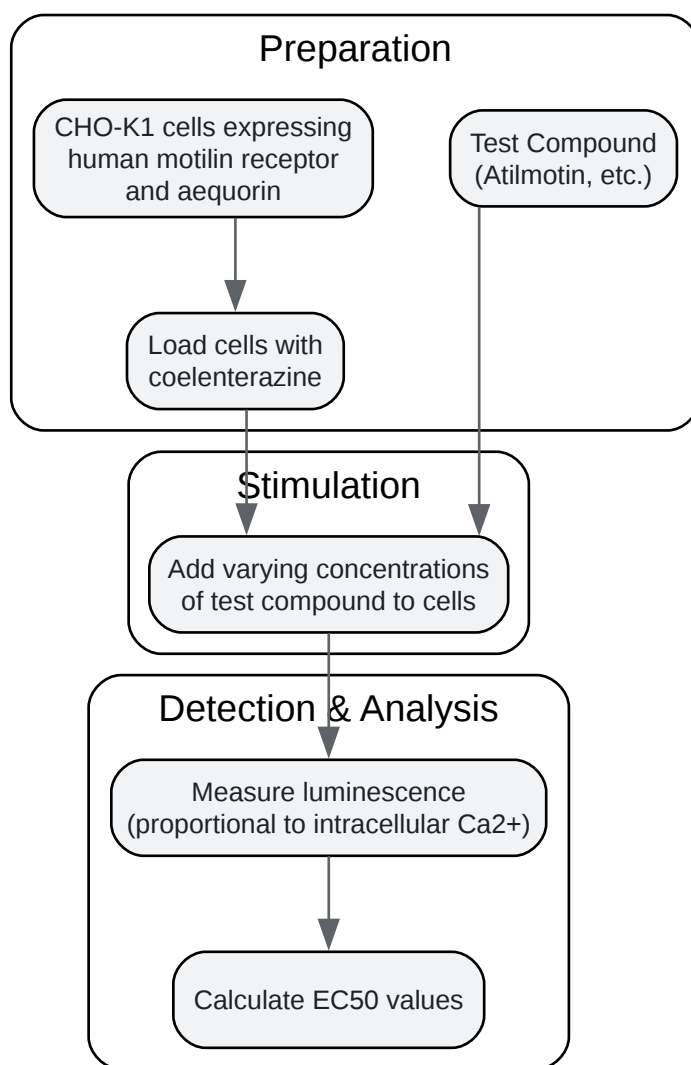 Preparation
CHO-K1 cells expressing
human motilin receptor
and aequorin
Test Compound
(Atilmotin, etc.)
Load cells with
coelenterazine
Stimulation
Add varying concentrations
of test compound to cells
Detection & Analysis
Measure luminescence
(proportional to intracellular Ca2+)
Calculate EC50 values